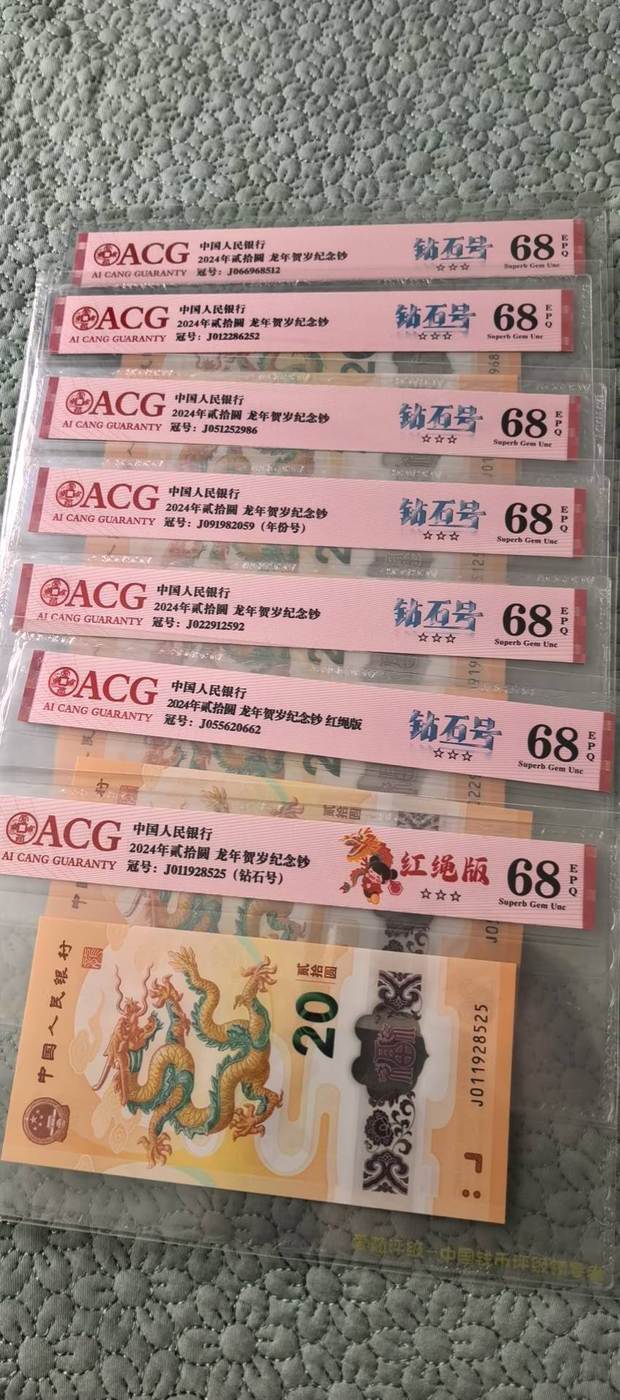 ACG
AI CANG GUARANTY
中国人民银行
2024年贰拾圆 龙年贺岁纪念钞
冠号：J066968512
钻石号
☆☆☆
68
EPQ
Superb Gem Unc
ACG
AI CANG GUARANTY
中国人民银行
2024年贰拾圆 龙年贺岁纪念钞
冠号：J012286252
钻石号
☆☆☆
68
EPQ
Superb Gem Unc
ACG
AI CANG GUARANTY
中国人民银行
2024年贰拾圆 龙年贺岁纪念钞
冠号：J051252986
钻石号
☆☆☆
68
EPQ
Superb Gem Unc
ACG
AI CANG GUARANTY
中国人民银行
2024年贰拾圆 龙年贺岁纪念钞
冠号：J091982059（年份号）
钻石号
☆☆☆
68
EPQ
Superb Gem Unc
ACG
AI CANG GUARANTY
中国人民银行
2024年贰拾圆 龙年贺岁纪念钞
冠号：J022912592
钻石号
☆☆☆
68
EPQ
Superb Gem Unc
ACG
AI CANG GUARANTY
中国人民银行
2024年贰拾圆 龙年贺岁纪念钞 红绳版
冠号：J055620662
钻石号
☆☆☆
68
EPQ
Superb Gem Unc
ACG
AI CANG GUARANTY
中国人民银行
2024年贰拾圆 龙年贺岁纪念钞
冠号：J011928525（钻石号）
红绳版
☆☆☆
68
EPQ
Superb Gem Unc
中国人民银行
贰拾圆
20
J011928525